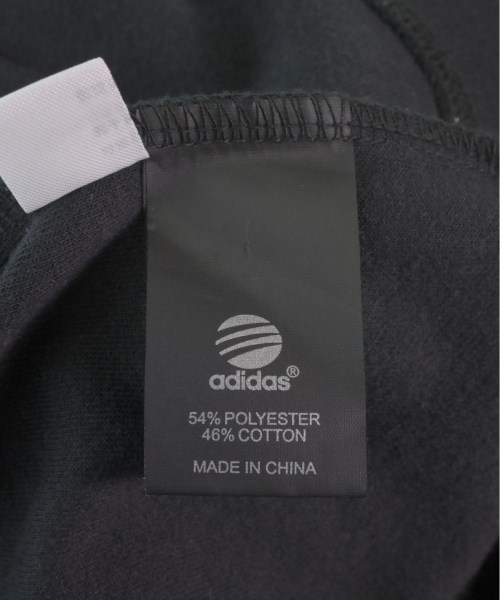 adidas®
54% POLYESTER
46% COTTON
MADE IN CHINA